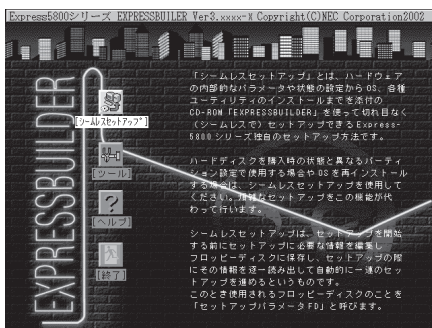 Express5800シリーズ EXPRESSBUILER Ver3.xxxx-X Copyright(C)NEC Corporation2002
EXPRESSBUILDER
[シームレスセットアップ]
[ツール]
[ヘルプ]
[終了]
「シームレスセットアップ」とは、ハードウェア
の内部的なパラメータや状態の設定からOS、各種
ユーティリティのインストールまでを添付の
CD-ROM「EXPRESSBUILDER」を使って切れ目なく
(シームレスで)セットアップできるExpress-
5800シリーズ独自のセットアップ方法です。
ハードディスクを購入時の状態と異なるパーティ
ション設定で使用する場合やOSを再インストール
する場合は、シームレスセットアップを使用して
ください。煩雑なセットアップをこの機能が代
わって行います。
シームレスセットアップは、セットアップを開始
する前にセットアップに必要な情報を編集し
フロッピーディスクに保存し、セットアップの際
にその情報を逐一読み出して自動的に一連のセッ
トアップを進めるというものです。
このとき使用されるフロッピーディスクのことを
「セットアップパラメータFD」と呼びます。